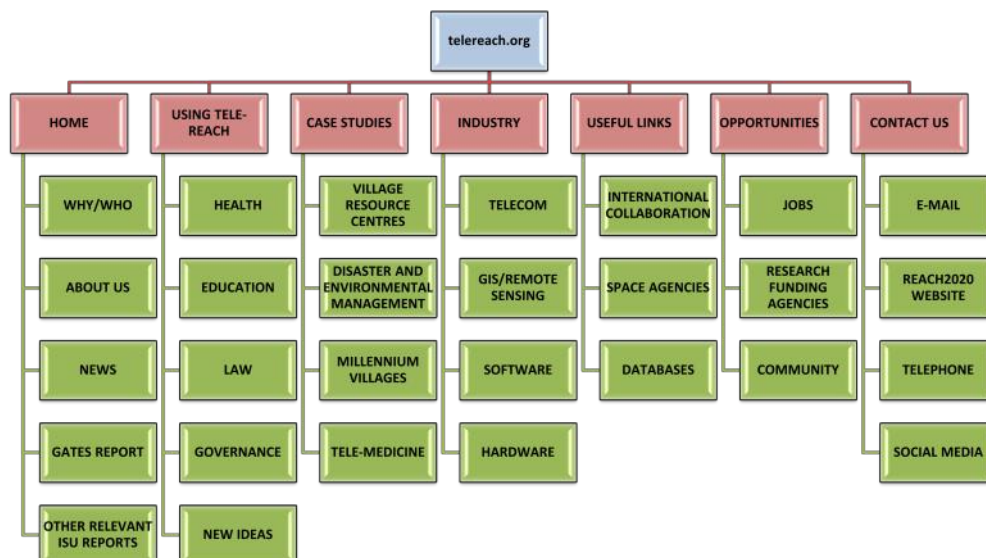 telereach.org
HOME
USING TELE-
REACH
CASE STUDIES
INDUSTRY
USEFUL LINKS
OPPORTUNITIES
CONTACT US
WHY/WHO
ABOUT US
NEWS
GATES REPORT
OTHER RELEVANT
ISU REPORTS
HEALTH
EDUCATION
LAW
GOVERNANCE
NEW IDEAS
VILLAGE
RESOURCE
CENTRES
DISASTER AND
ENVIRONMENTAL
MANAGEMENT
MILLENNIUM
VILLAGES
TELE-MEDICINE
TELECOM
GIS/REMOTE
SENSING
SOFTWARE
HARDWARE
INTERNATIONAL
COLLABORATION
SPACE AGENCIES
DATABASES
JOBS
RESEARCH
FUNDING
AGENCIES
COMMUNITY
E-MAIL
REACH2020
WEBSITE
TELEPHONE
SOCIAL MEDIA